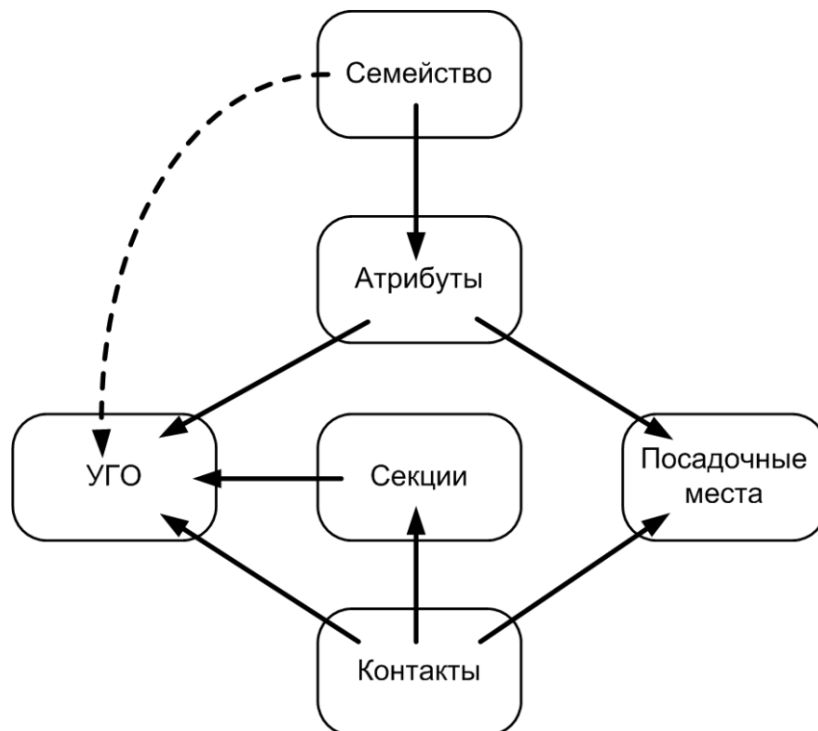 Семейство
Атрибуты
УГО
Секции
Посадочные
места
Контакты